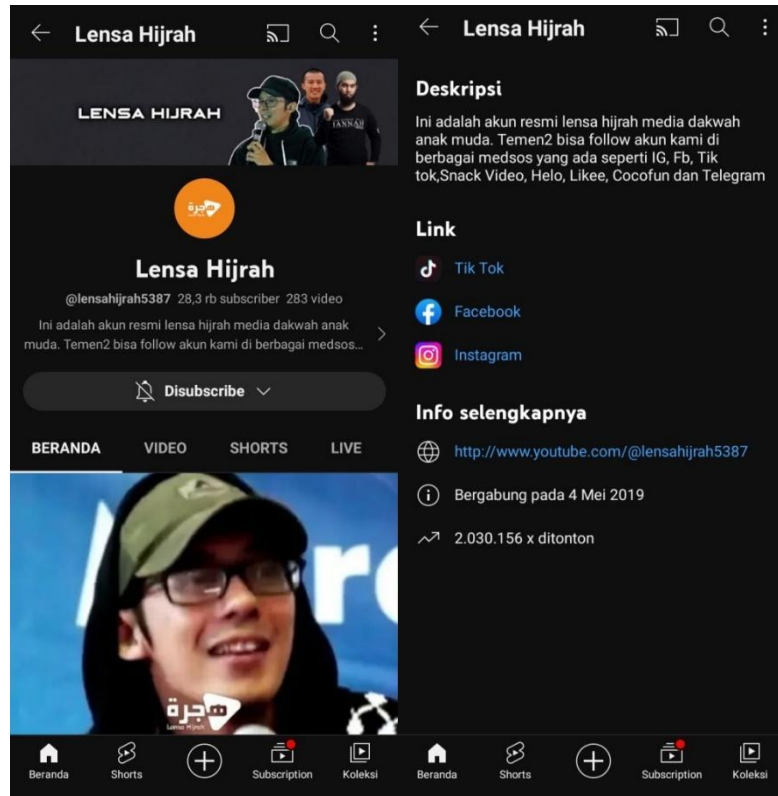 Lensa Hijrah
LENSA HIJRAH
JANNAH
هجرة
Lensa Hijrah
@lensahijrah5387 28,3 rb subscriber 283 video
Ini adalah akun resmi lensa hijrah media dakwah anak
muda. Temen2 bisa follow akun kami di berbagai medsos...
Disubscribe
BERANDA VIDEO SHORTS LIVE
هجرة
Lensa Hijrah
Beranda Shorts Subscription Koleksi
Lensa Hijrah
Deskripsi
Ini adalah akun resmi lensa hijrah media dakwah
anak muda. Temen2 bisa follow akun kami di
berbagai medsos yang ada seperti IG, Fb, Tik
tok,Snack Video, Helo, Likee, Cocofun dan Telegram
Link
Tik Tok
Facebook
Instagram
Info selengkapnya
http://www.youtube.com/@lensahijrah5387
Bergabung pada 4 Mei 2019
2.030.156 x ditonton
Beranda Shorts Subscription Koleksi